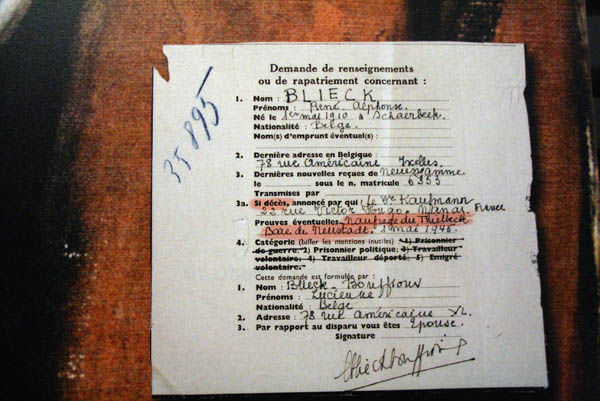 35895
Demande de renseignements
ou de rapatriement concernant :
1. Nom : BLIECK
Prénoms : René Alphonse.
Né le 1er mai 1910 à Schaerbeek.
Nationalité : Belge.
Nom(s) d'emprunt éventuel(s) :
2. Dernière adresse en Belgique :
78 rue Américaine Ixelles.
3. Dernières nouvelles reçues de Neuengamme
le sous le n. matricule 6353
Transmises par
3a. Si décès, annoncé par qui : le Dr Kaufmann
22 rue Victor Hugo, France
Preuves éventuelles Naufrage du Thielbeck
Baie de Neustadt. 3 mai 1945.
4. Catégorie (biffer les mentions inutiles) 1) Prisonnier
de guerre. 2) Prisonnier politique; 3) Travailleur
volontaire; 4) Travailleur déporté; 5) Emigré
volontaire.
Cette demande est formulée par :
1. Nom : Blieck-Bouffioux
Prénoms : Lucienne
Nationalité : Belge
2. Adresse : 78 rue Américaine XL.
3. Par rapport au disparu vous êtes Epouse.
Signature